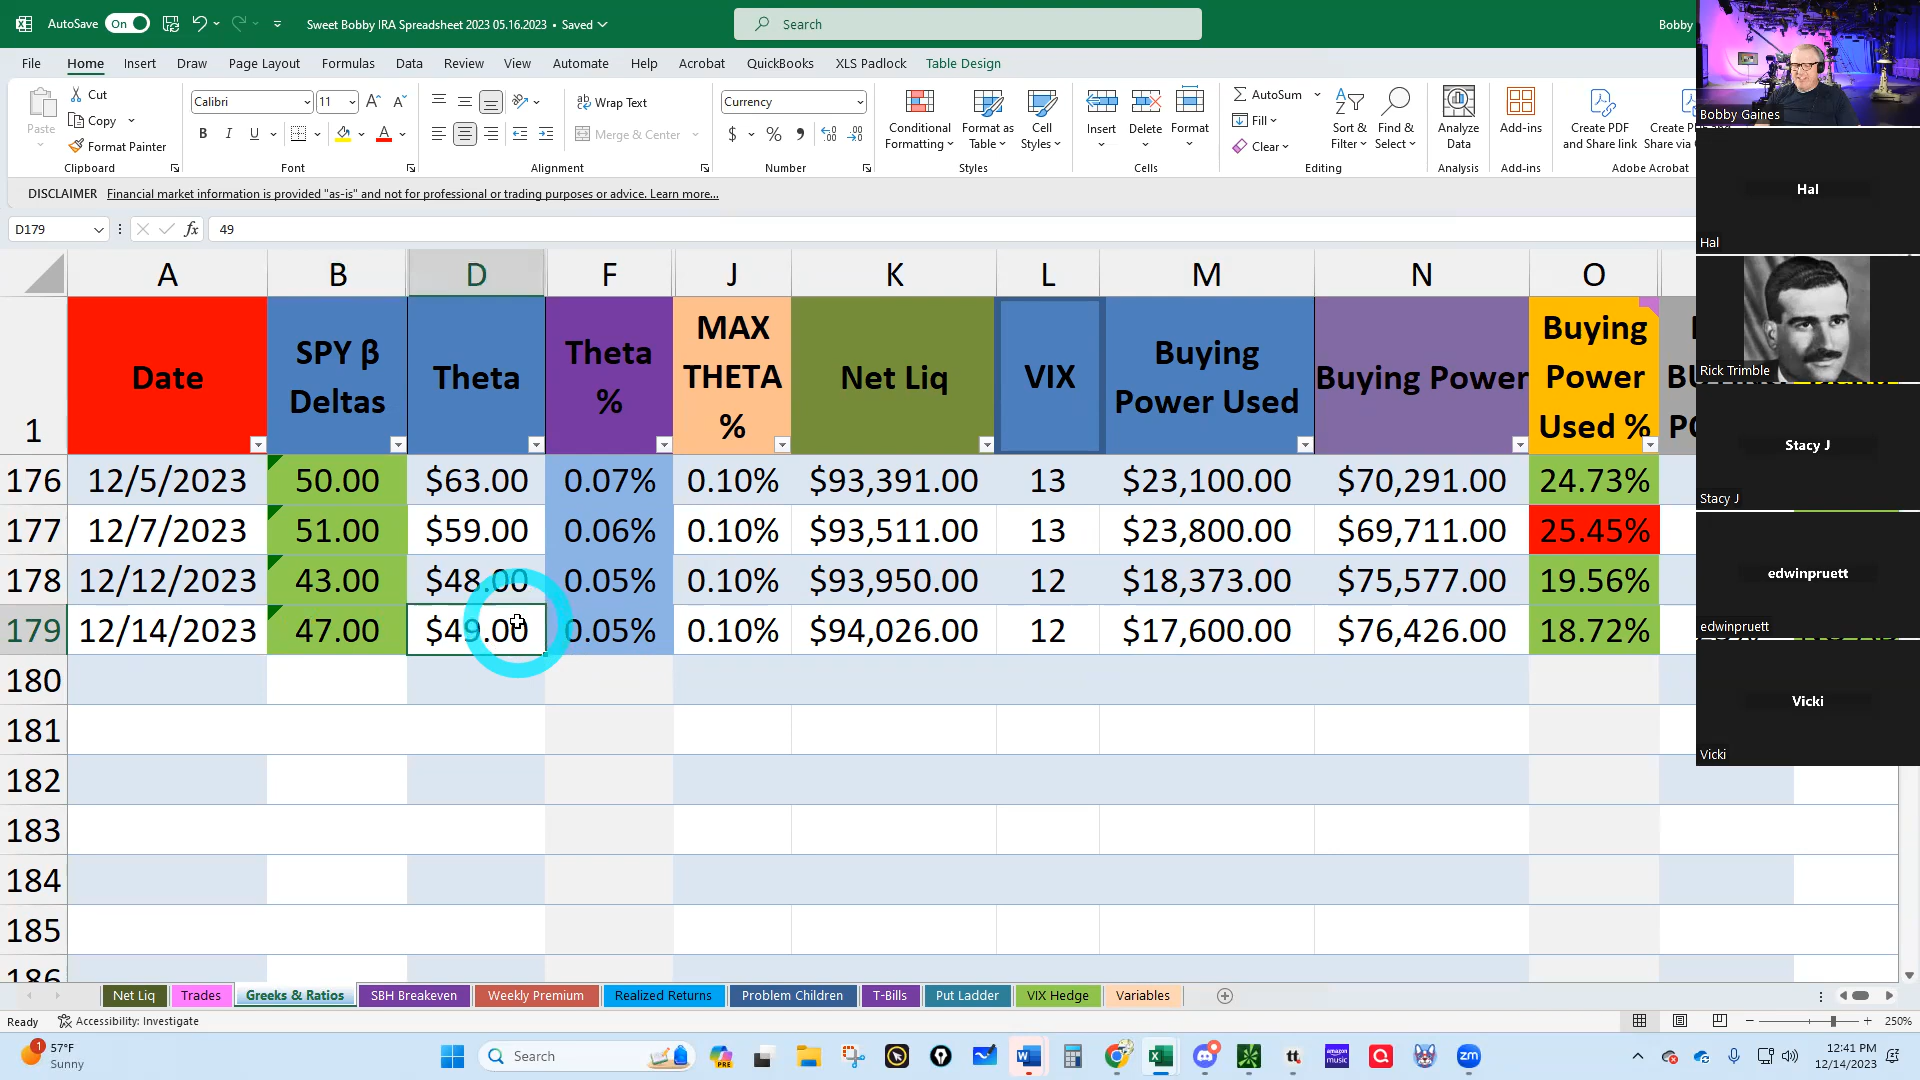 AutoSave On
Sweet Bobby IRA Spreadsheet 2023 05.16.2023 • Saved
Search
Bobby
File Home Insert Draw Page Layout Formulas Data Review View Automate Help Acrobat QuickBooks XLS Padlock Table Design
Paste
Cut
Copy
Format Painter
Clipboard
Calibri 11
B I U
Font
Wrap Text
Merge & Center
Alignment
Currency
$ % ,
Number
Conditional Formatting
Format as Table
Cell Styles
Styles
Insert Delete Format
Cells
AutoSum
Fill
Clear
Sort & Filter
Find & Select
Editing
Analyze Data
Analysis
Add-ins
Add-ins
Create PDF and Share link
Create
Share via
Adobe Acrobat
DISCLAIMER Financial market information is provided "as-is" and not for professional or trading purposes or advice. Learn more...
D179 fx 49
A B D F J K L M N O
1 Date SPY β Deltas Theta Theta % MAX THETA % Net Liq VIX Buying Power Used Buying Power Buying Power Used %
176 12/5/2023 50.00 $63.00 0.07% 0.10% $93,391.00 13 $23,100.00 $70,291.00 24.73%
177 12/7/2023 51.00 $59.00 0.06% 0.10% $93,511.00 13 $23,800.00 $69,711.00 25.45%
178 12/12/2023 43.00 $48.00 0.05% 0.10% $93,950.00 12 $18,373.00 $75,577.00 19.56%
179 12/14/2023 47.00 $49.00 0.05% 0.10% $94,026.00 12 $17,600.00 $76,426.00 18.72%
180
181
182
183
184
185
186
Bobby Gaines
Hal
Hal
Rick Trimble
Stacy J
Stacy J
edwinpruett
edwinpruett
Vicki
Vicki
Net Liq Trades Greeks & Ratios SBH Breakeven Weekly Premium Realized Returns Problem Children T-Bills Put Ladder VIX Hedge Variables
Ready Accessibility: Investigate
250%
1
57°F
Sunny
Search
PRE
tt
amazon music
zm
12:41 PM
12/14/2023